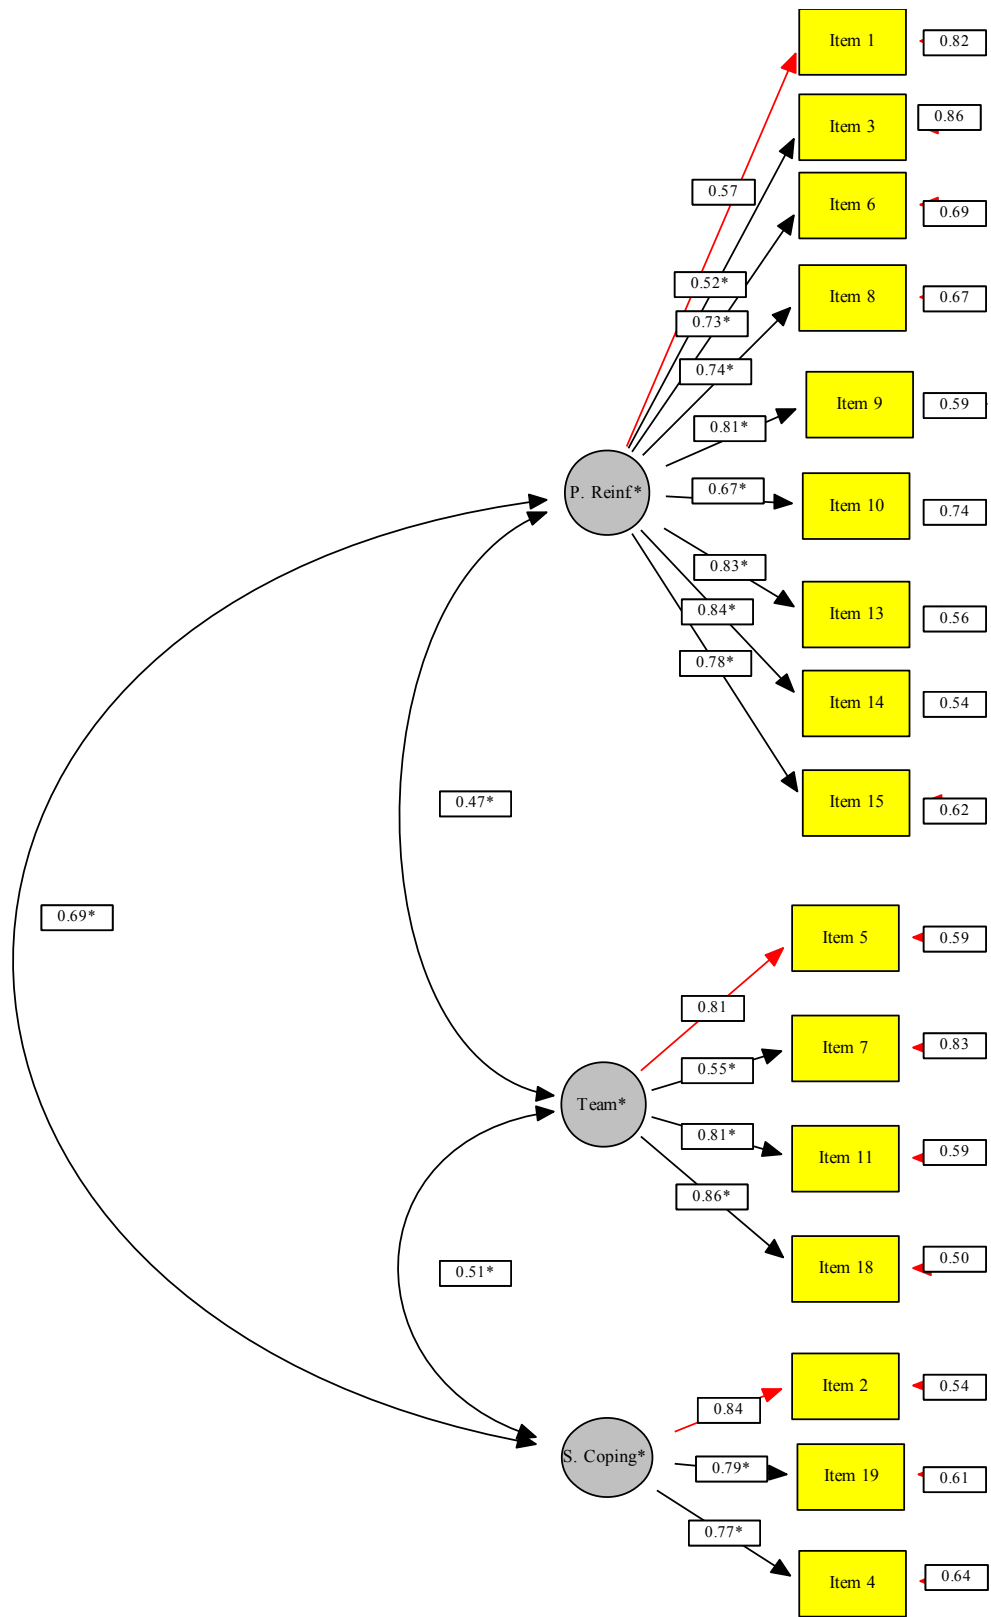 Item 1
0.82
Item 3
0.86
0.57
Item 6
0.69
0.52*
Item 8
0.67
0.73*
0.74*
Item 9
0.59
0.81*
P. Reinf*
0.67*
Item 10
0.74
0.83*
0.84*
Item 13
0.56
0.78*
Item 14
0.54
0.47*
Item 15
0.62
0.69*
Item 5
0.59
0.81
Item 7
0.83
0.55*
Team*
0.81*
Item 11
0.59
0.86*
0.51*
Item 18
0.50
Item 2
0.54
0.84
S. Coping*
0.79*
Item 19
0.61
0.77*
Item 4
0.64